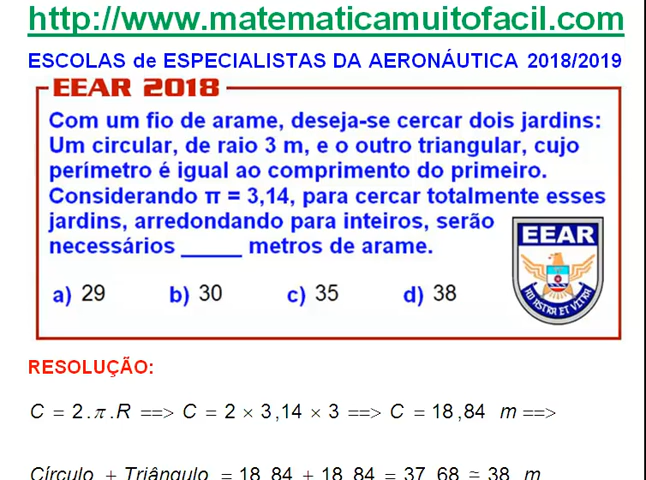 http://www.matematicamuitofacil.com
ESCOLAS de ESPECIALISTAS DA AERONÁUTICA 2018/2019
EEAR 2018
Com um fio de arame, deseja-se cercar dois jardins:
Um circular, de raio 3 m, e o outro triangular, cujo
perímetro é igual ao comprimento do primeiro.
Considerando π = 3,14, para cercar totalmente esses
jardins, arredondando para inteiros, serão
necessários _____ metros de arame.
EEAR
a) 29 b) 30 c) 35 d) 38
RESOLUÇÃO:
C = 2 . π . R ==> C = 2 × 3,14 × 3 ==> C = 18,84 m ==>
Círculo + Triângulo = 18,84 + 18,84 = 37,68 ≃ 38 m